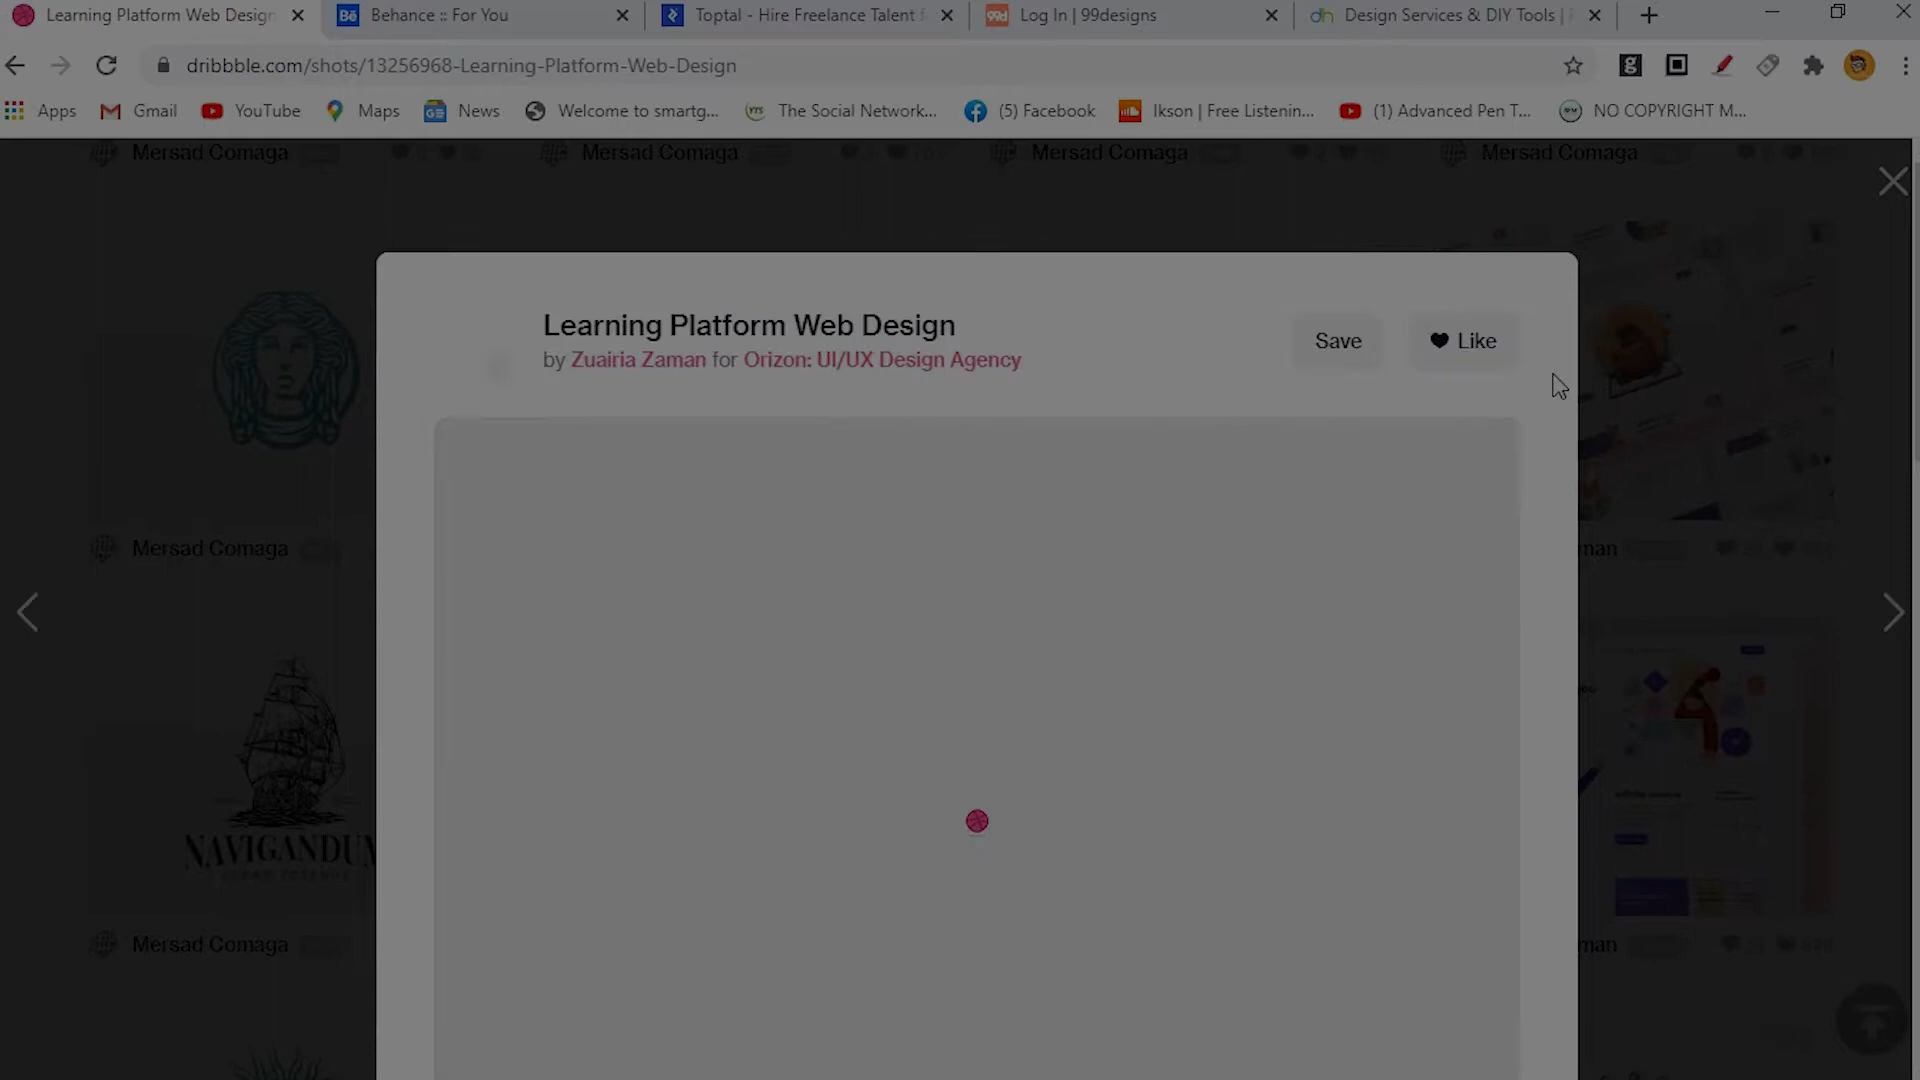 Learning Platform Web Design
Behance :: For You
Toptal - Hire Freelance Talent f
Log In | 99designs
Design Services & DIY Tools |
dribbble.com/shots/13256968-Learning-Platform-Web-Design
Apps
Gmail
YouTube
Maps
News
Welcome to smartg...
The Social Network...
(5) Facebook
Ikson | Free Listenin...
(1) Advanced Pen T...
NO COPYRIGHT M...
Mersad Comaga
Mersad Comaga
Mersad Comaga
Mersad Comaga
Learning Platform Web Design
by Zuairia Zaman for Orizon: UI/UX Design Agency
Save
Like
Mersad Comaga
man
NAVIGANDUM
Mersad Comaga
man